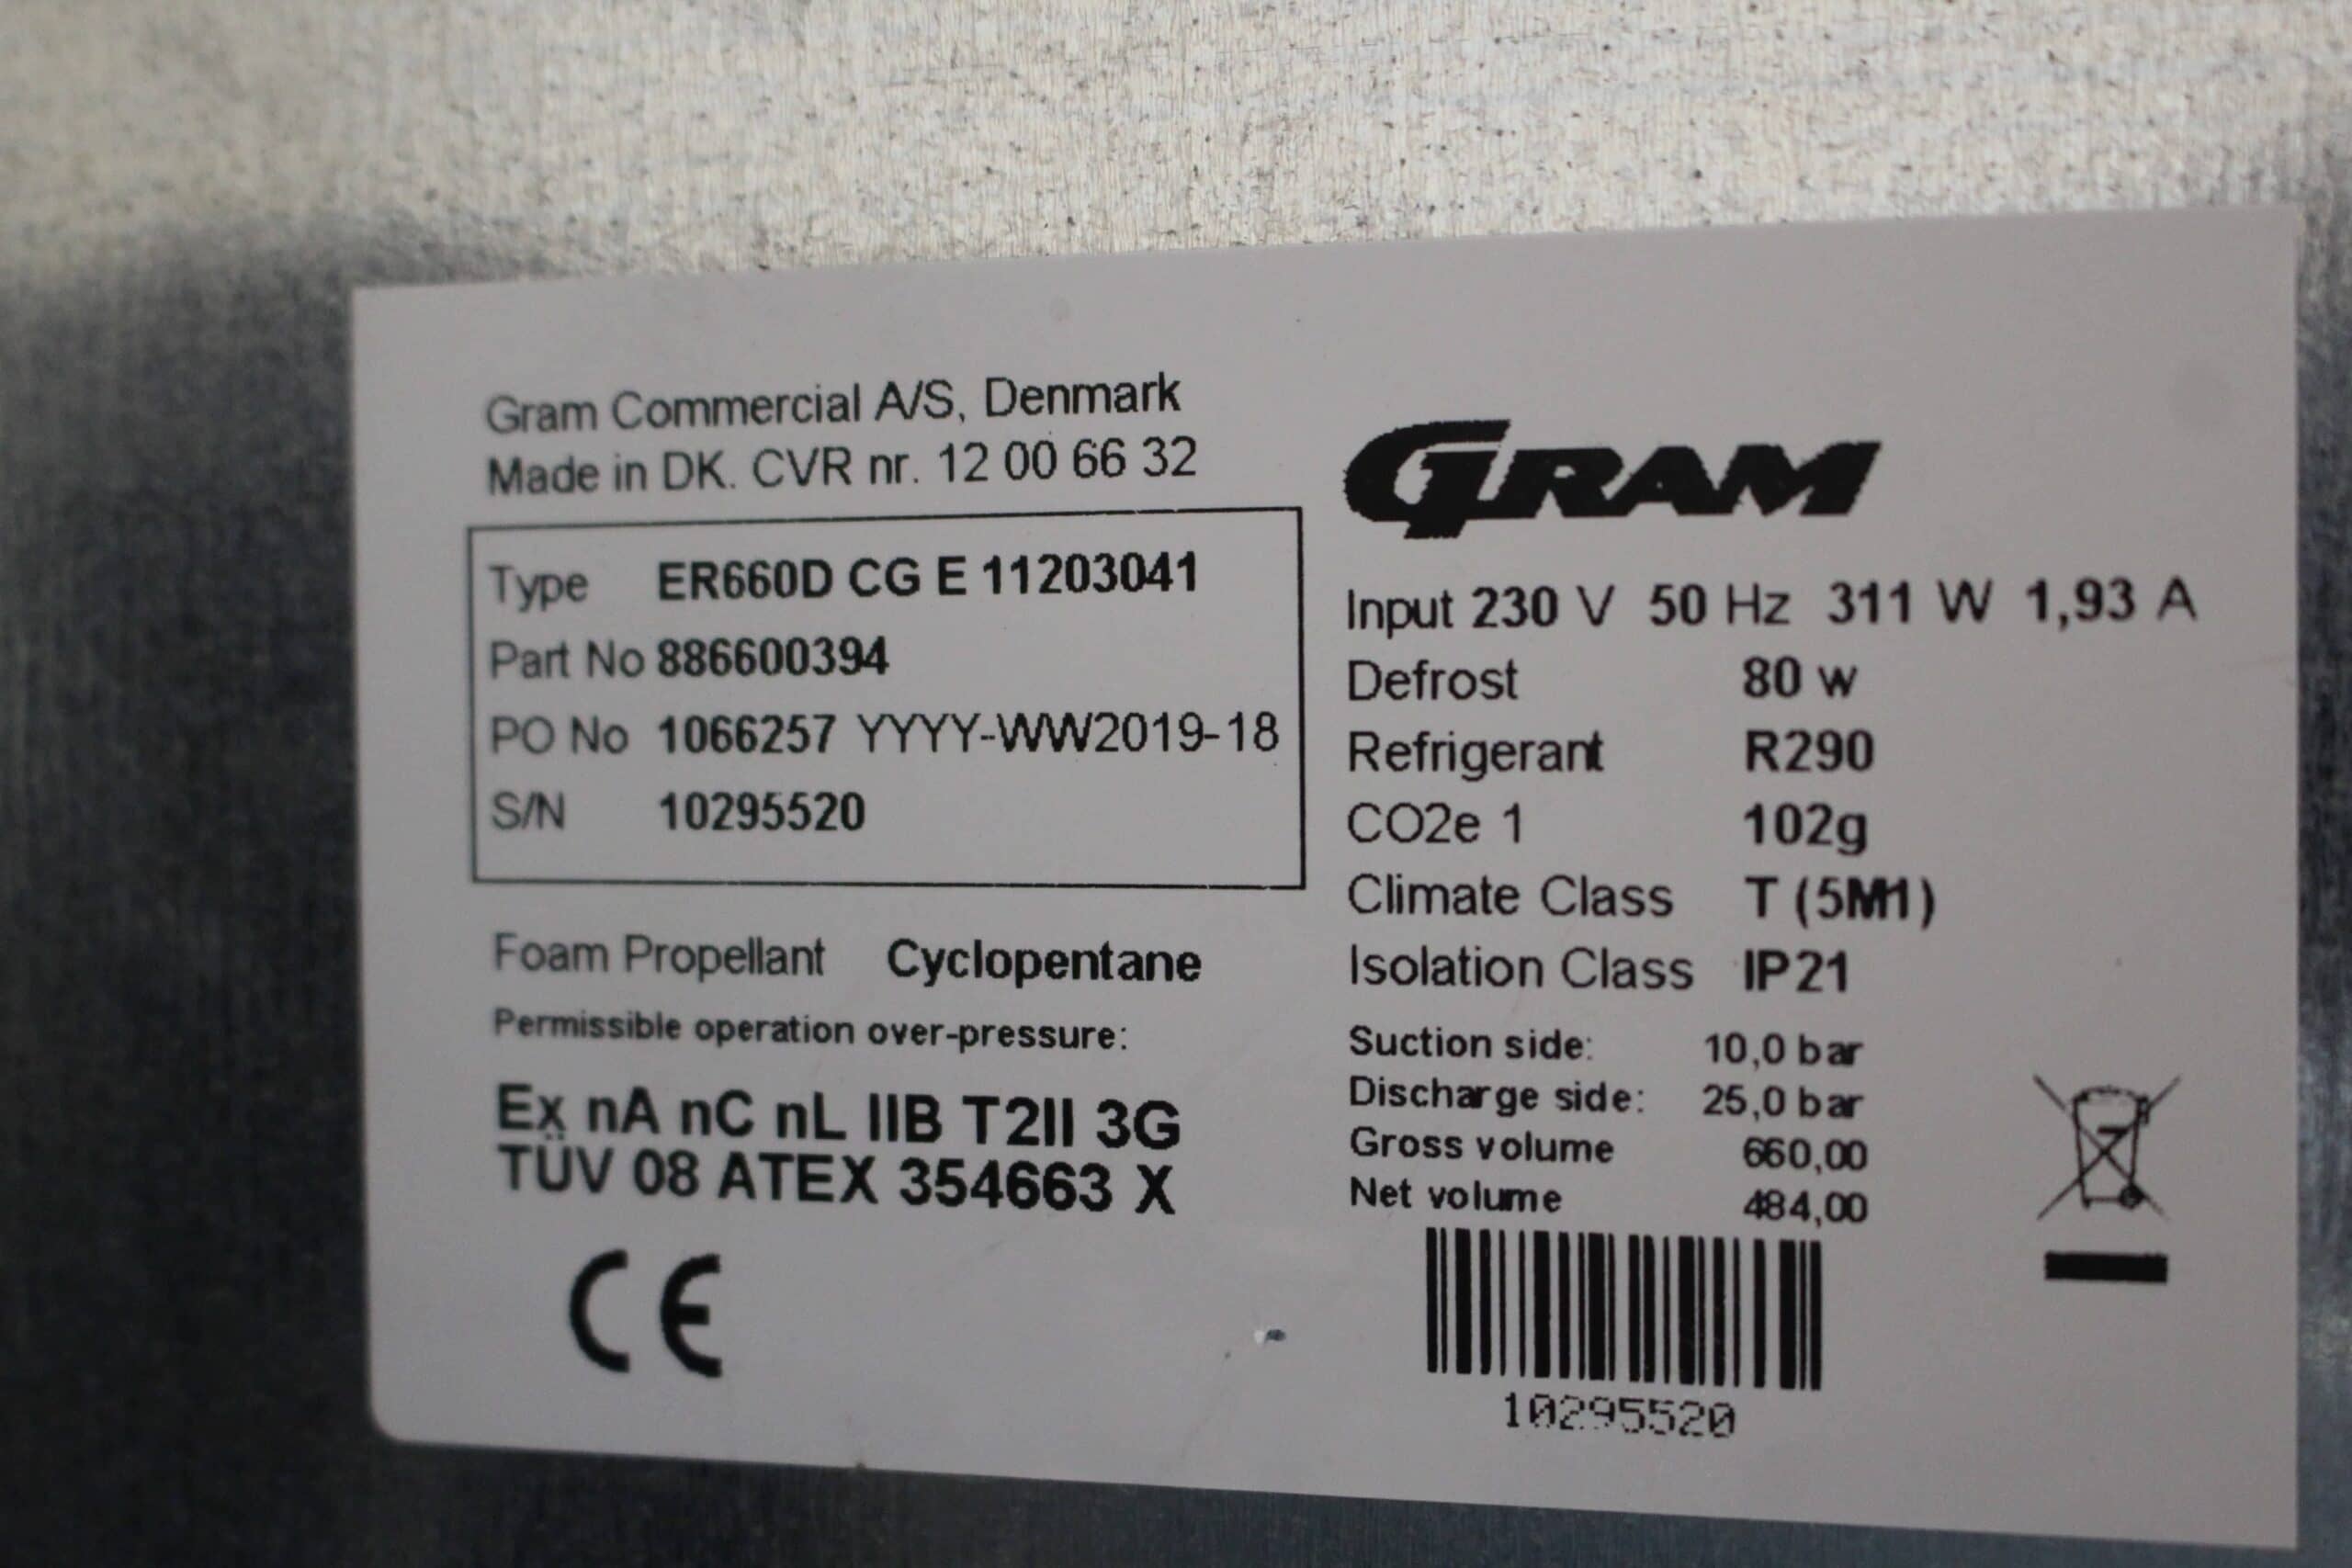 Gram Commercial A/S, Denmark
Made in DK. CVR nr. 12 00 66 32
Type ER660D CG E 11203041
Part No 886600394
PO No 1066257 YYYY-WW2019-18
S/N 10295520
Foam Propellant Cyclopentane
Permissible operation over-pressure:
Ex nA nC nL IIB T2II 3G
TÜV 08 ATEX 354663 X
CE
GRAM
Input 230 V 50 Hz 311 W 1,93 A
Defrost 80 w
Refrigerant R290
CO2e 1 102g
Climate Class T (5M1)
Isolation Class IP21
Suction side: 10,0 bar
Discharge side: 25,0 bar
Gross volume 660,00
Net volume 484,00
10295520